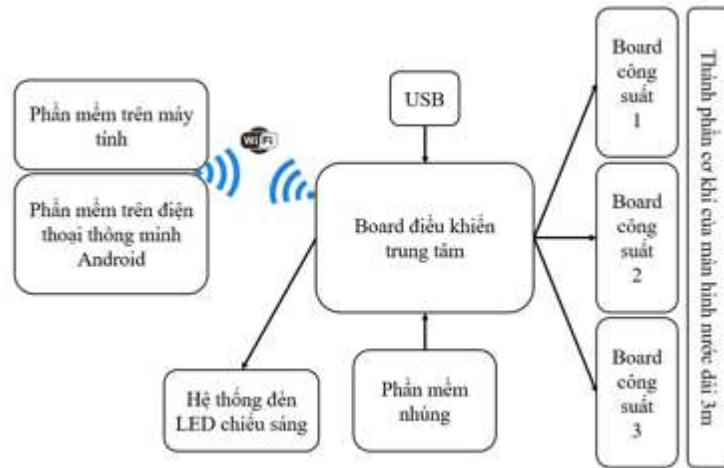 Phần mềm trên máy
tính
Phần mềm trên điện
thoại thông minh
Android
WiFi
USB
Board điều khiển
trung tâm
Hệ thống đèn
LED chiếu sáng
Phần mềm
nhúng
Board
công
suất
1
Board
công
suất
2
Board
công
suất
3
Thành phần cơ khí của màn hình nước dài 3m